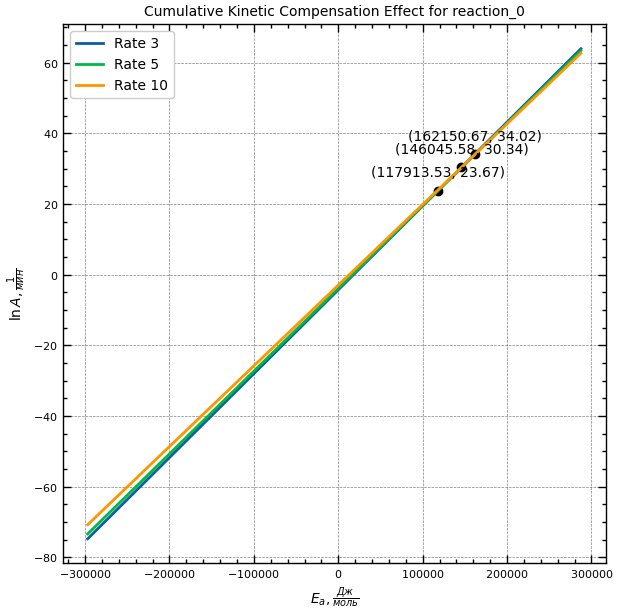 Cumulative Kinetic Compensation Effect for reaction_0
Rate 3
Rate 5
Rate 10
(162150.67, 34.02)
(146045.58, 30.34)
(117913.53, 23.67)
60
40
20
0
−20
−40
−60
−80
ln A, 1/мин
−300000 −200000 −100000 0 100000 200000 300000
Eₐ, Дж/моль